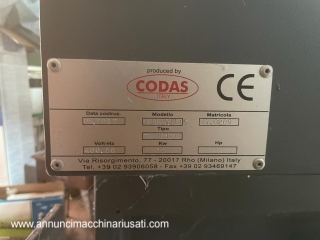 produced by
CODAS
ITALY
CE
Data costruz. Modello Matricola
Tipo
Volt-Hz Kw Hp
Via Risorgimento, 77 - 20017 Rho (Milano) Italy
Tel. +39 02 93906058 - Fax +39 02 93469147
www.annuncimacchinariusati.com